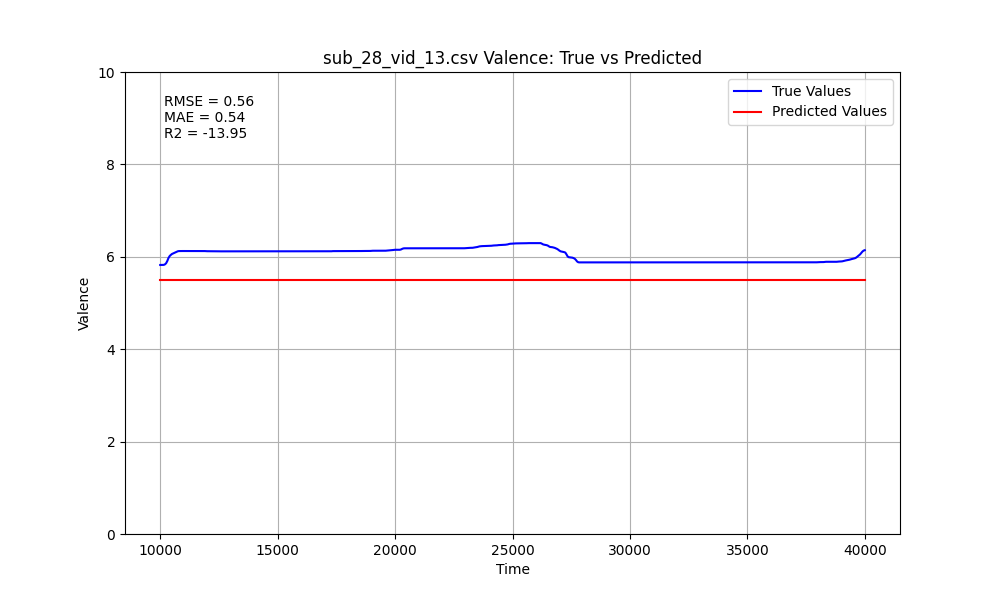 sub_28_vid_13.csv Valence: True vs Predicted
RMSE = 0.56
MAE = 0.54
R2 = -13.95
True Values
Predicted Values
10
8
6
4
2
0
Valence
10000 15000 20000 25000 30000 35000 40000
Time